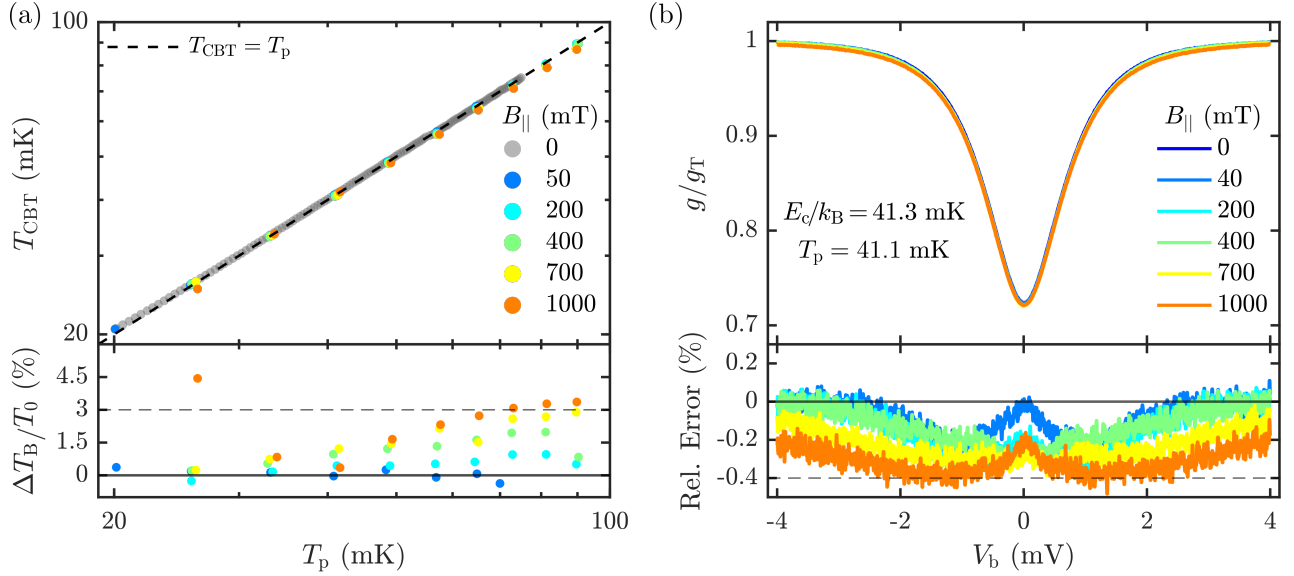 (a)
100
T_CBT = T_p
T_CBT (mK)
B_|| (mT)
0
50
200
400
700
1000
20
ΔT_B/T_0 (%)
4.5
3
1.5
0
20
100
T_p (mK)
(b)
1
0.9
0.8
0.7
g/g_T
E_c/k_B = 41.3 mK
T_p = 41.1 mK
B_|| (mT)
0
40
200
400
700
1000
Rel. Error (%)
0.2
0
-0.2
-0.4
-4
-2
0
2
4
V_b (mV)